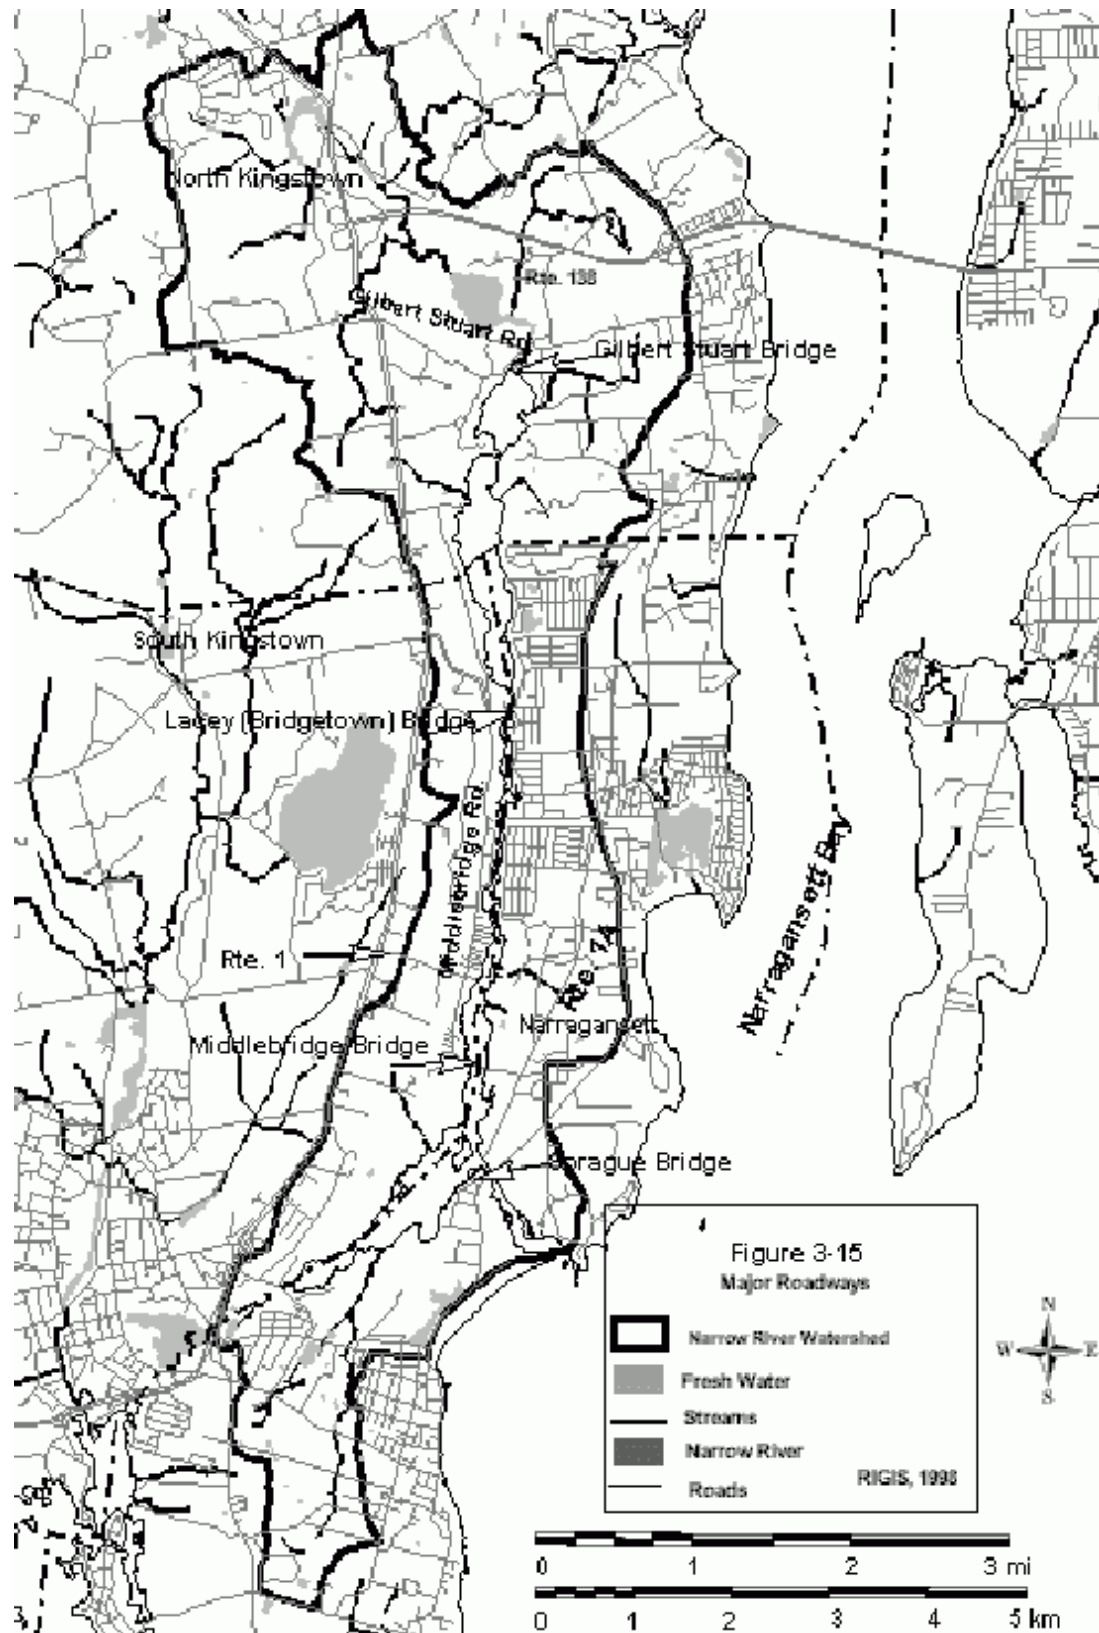 North Kingstown
Rte. 138
Gilbert Stuart Rd
Gilbert Stuart Bridge
South Kingstown
Lacey (Bridgetown) Bridge
Middlebridge Rd
Narragansett Bay
Rte. 1
Rte. 7A
Narragansett
Middlebridge Bridge
Sprague Bridge
Figure 3-15
Major Roadways
Narrow River Watershed
Fresh Water
Streams
Narrow River
Roads
RIGIS, 1998
N
W E
S
0 1 2 3 mi
0 1 2 3 4 5 km